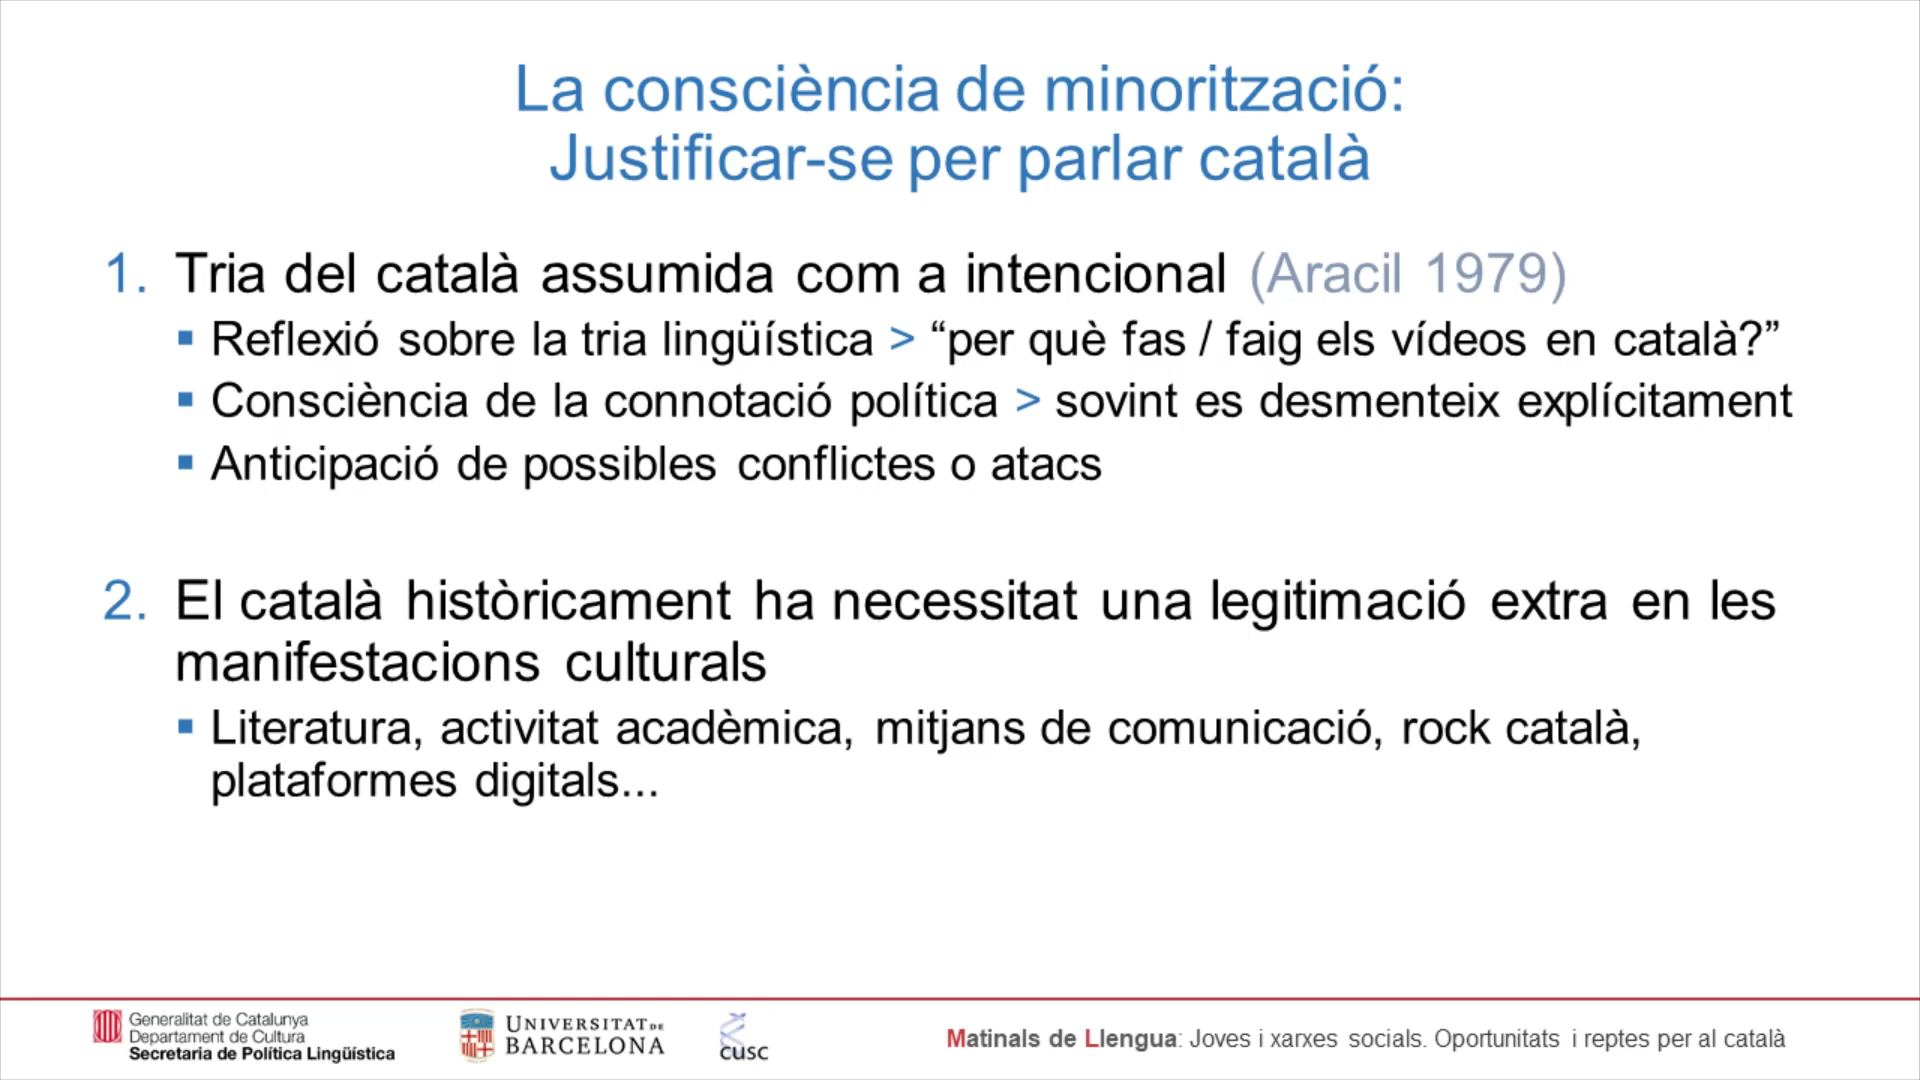 La consciència de minorització:
Justificar-se per parlar català
1. Tria del català assumida com a intencional (Aracil 1979)
▪ Reflexió sobre la tria lingüística > “per què fas / faig els vídeos en català?”
▪ Consciència de la connotació política > sovint es desmenteix explícitament
▪ Anticipació de possibles conflictes o atacs
2. El català històricament ha necessitat una legitimació extra en les
manifestacions culturals
▪ Literatura, activitat acadèmica, mitjans de comunicació, rock català,
plataformes digitals...
Generalitat de Catalunya
Departament de Cultura
Secretaria de Política Lingüística
UNIVERSITAT DE
BARCELONA
CUSC
Matinals de Llengua: Joves i xarxes socials. Oportunitats i reptes per al català